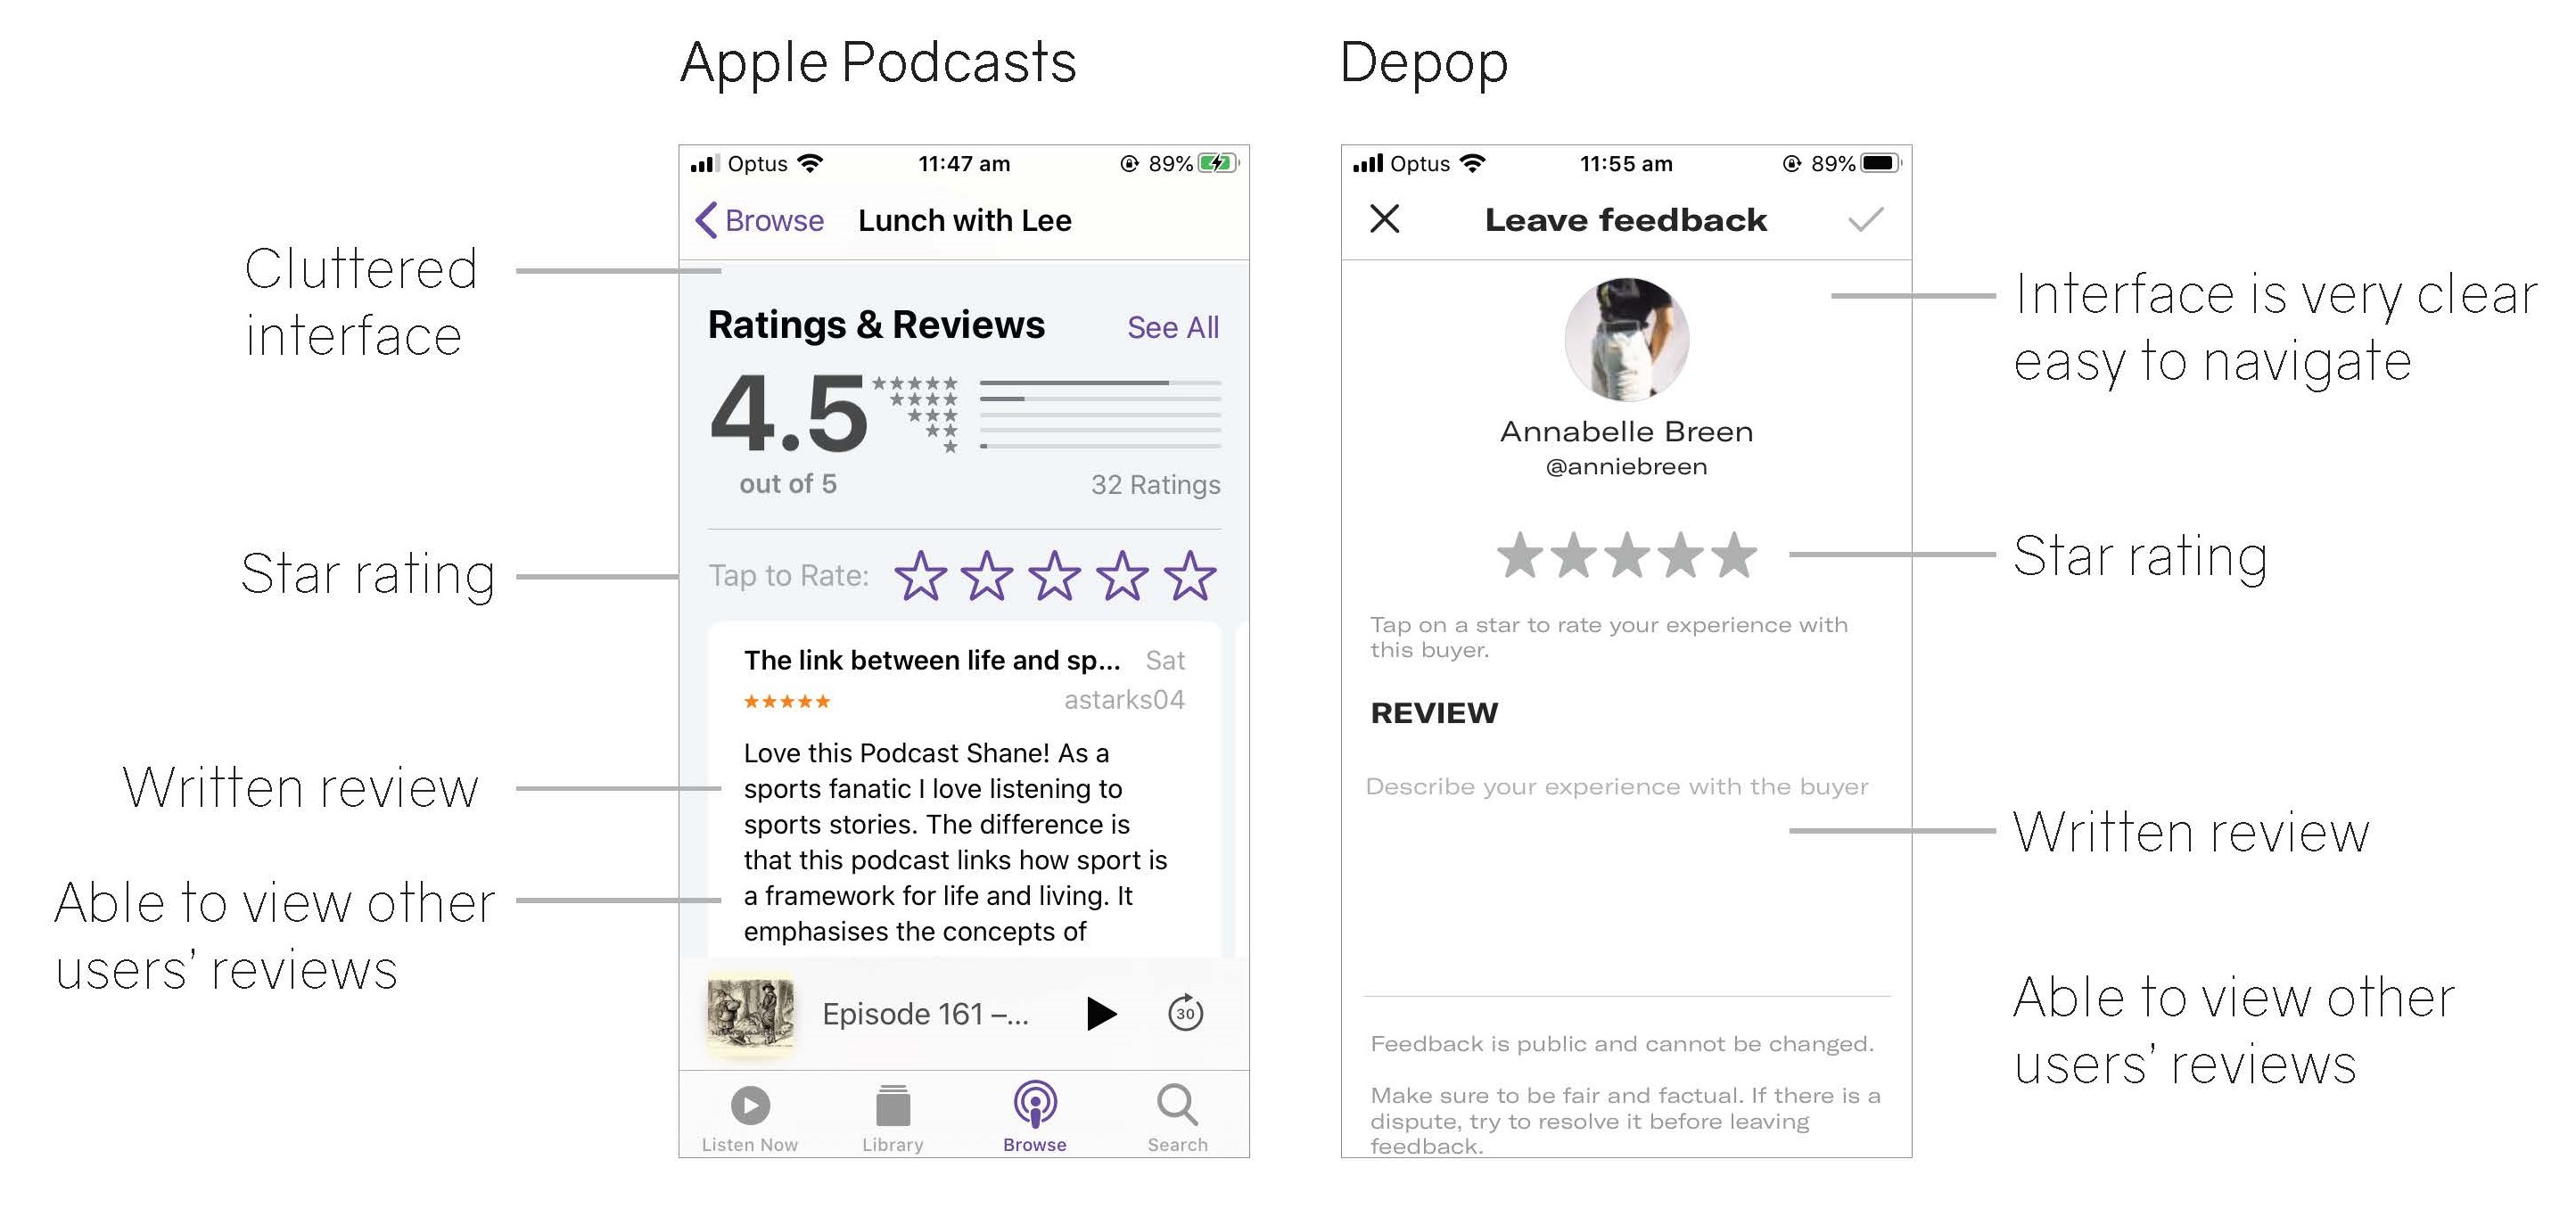 Apple Podcasts
Depop
Cluttered
interface
Star rating
Written review
Able to view other
users’ reviews
Optus
11:47 am
89%
Browse
Lunch with Lee
Ratings & Reviews
See All
4.5
out of 5
32 Ratings
Tap to Rate:
The link between life and sp...
Sat
astarks04
Love this Podcast Shane! As a
sports fanatic I love listening to
sports stories. The difference is
that this podcast links how sport is
a framework for life and living. It
emphasises the concepts of
Episode 161 –...
30
Listen Now
Library
Browse
Search
Optus
11:55 am
89%
Leave feedback
Annabelle Breen
@anniebreen
Tap on a star to rate your experience with
this buyer.
REVIEW
Describe your experience with the buyer
Feedback is public and cannot be changed.
Make sure to be fair and factual. If there is a
dispute, try to resolve it before leaving
feedback.
Interface is very clear
easy to navigate
Star rating
Written review
Able to view other
users’ reviews